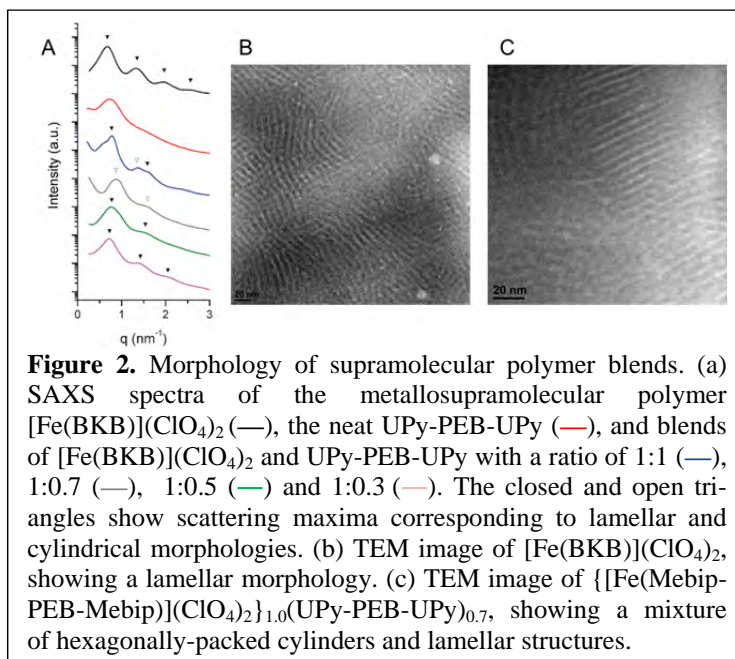 A
B
C
Intensity (a.u.)
0
1
2
3
q (nm⁻¹)
20 nm
20 nm
Figure 2. Morphology of supramolecular polymer blends. (a)
SAXS spectra of the metallosupramolecular polymer
[Fe(BKB)](ClO₄)₂ (—), the neat UPy-PEB-UPy (—), and blends
of [Fe(BKB)](ClO₄)₂ and UPy-PEB-UPy with a ratio of 1:1 (—),
1:0.7 (—), 1:0.5 (—) and 1:0.3 (—). The closed and open tri-
angles show scattering maxima corresponding to lamellar and
cylindrical morphologies. (b) TEM image of [Fe(BKB)](ClO₄)₂,
showing a lamellar morphology. (c) TEM image of {[Fe(Mebip-
PEB-Mebip)](ClO₄)₂}₁.₀(UPy-PEB-UPy)₀.₇, showing a mixture
of hexagonally-packed cylinders and lamellar structures.